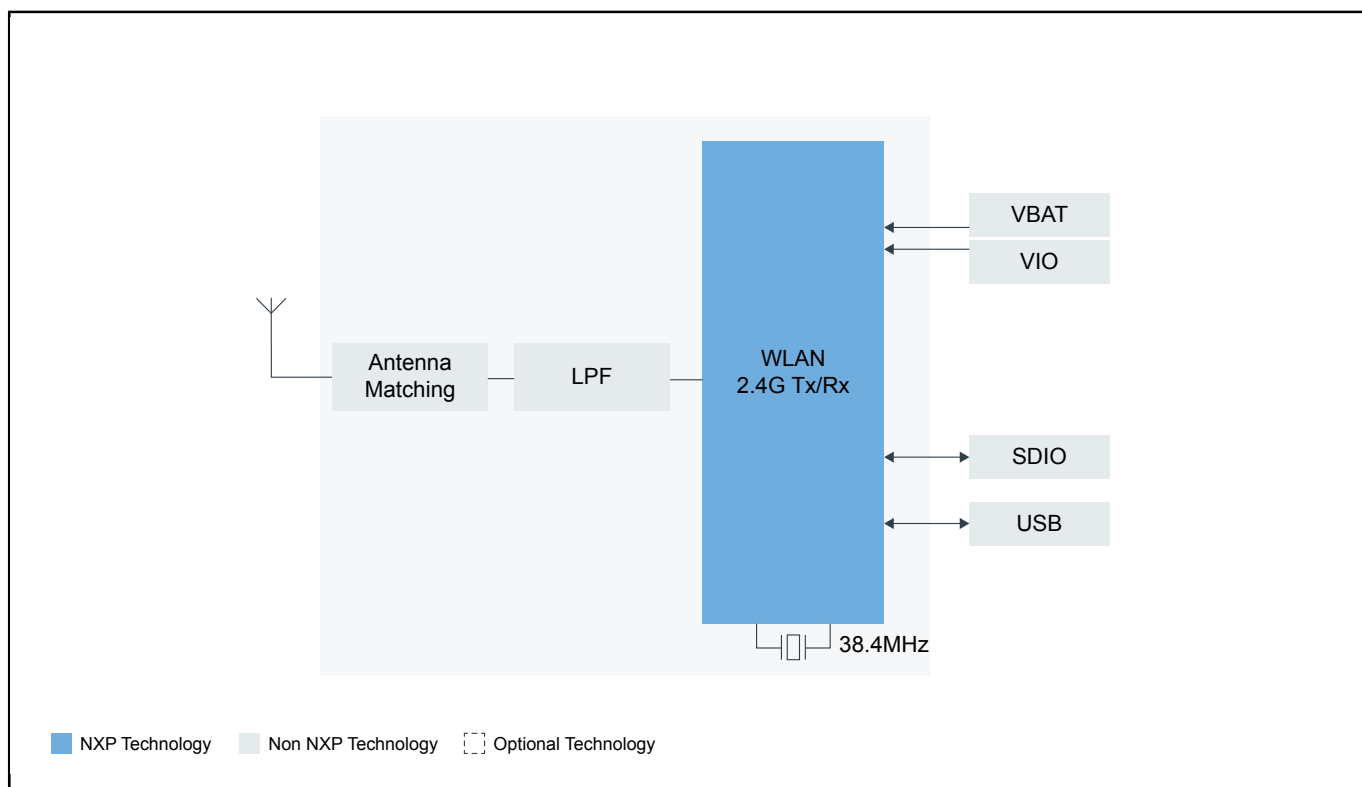 VBAT
VIO
Antenna
Matching
LPF
WLAN
2.4G Tx/Rx
SDIO
USB
38.4MHz
NXP Technology
Non NXP Technology
Optional Technology